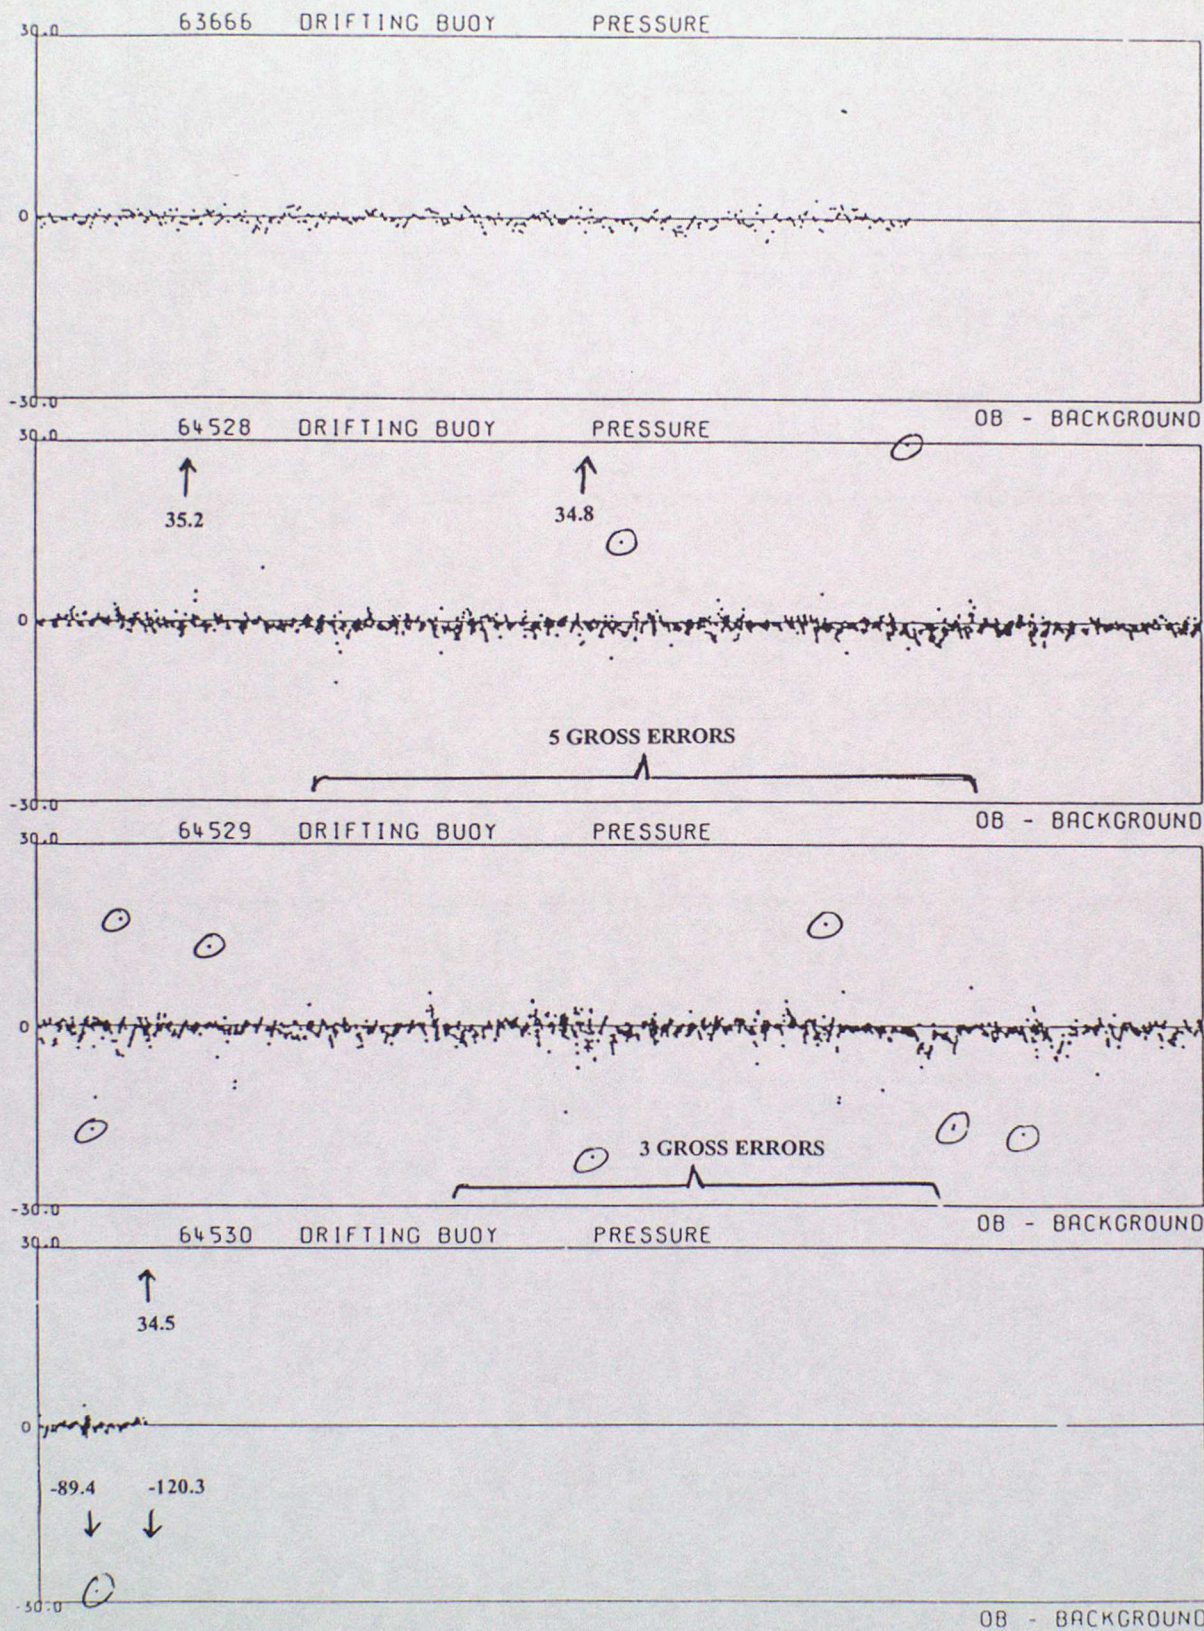 63666 DRIFTING BUOY PRESSURE
30.0
0
-30.0
OB - BACKGROUND
64528 DRIFTING BUOY PRESSURE
30.0
35.2
34.8
0
5 GROSS ERRORS
-30.0
OB - BACKGROUND
64529 DRIFTING BUOY PRESSURE
30.0
0
3 GROSS ERRORS
-30.0
OB - BACKGROUND
64530 DRIFTING BUOY PRESSURE
30.0
34.5
0
-89.4 -120.3
-30.0
OB - BACKGROUND